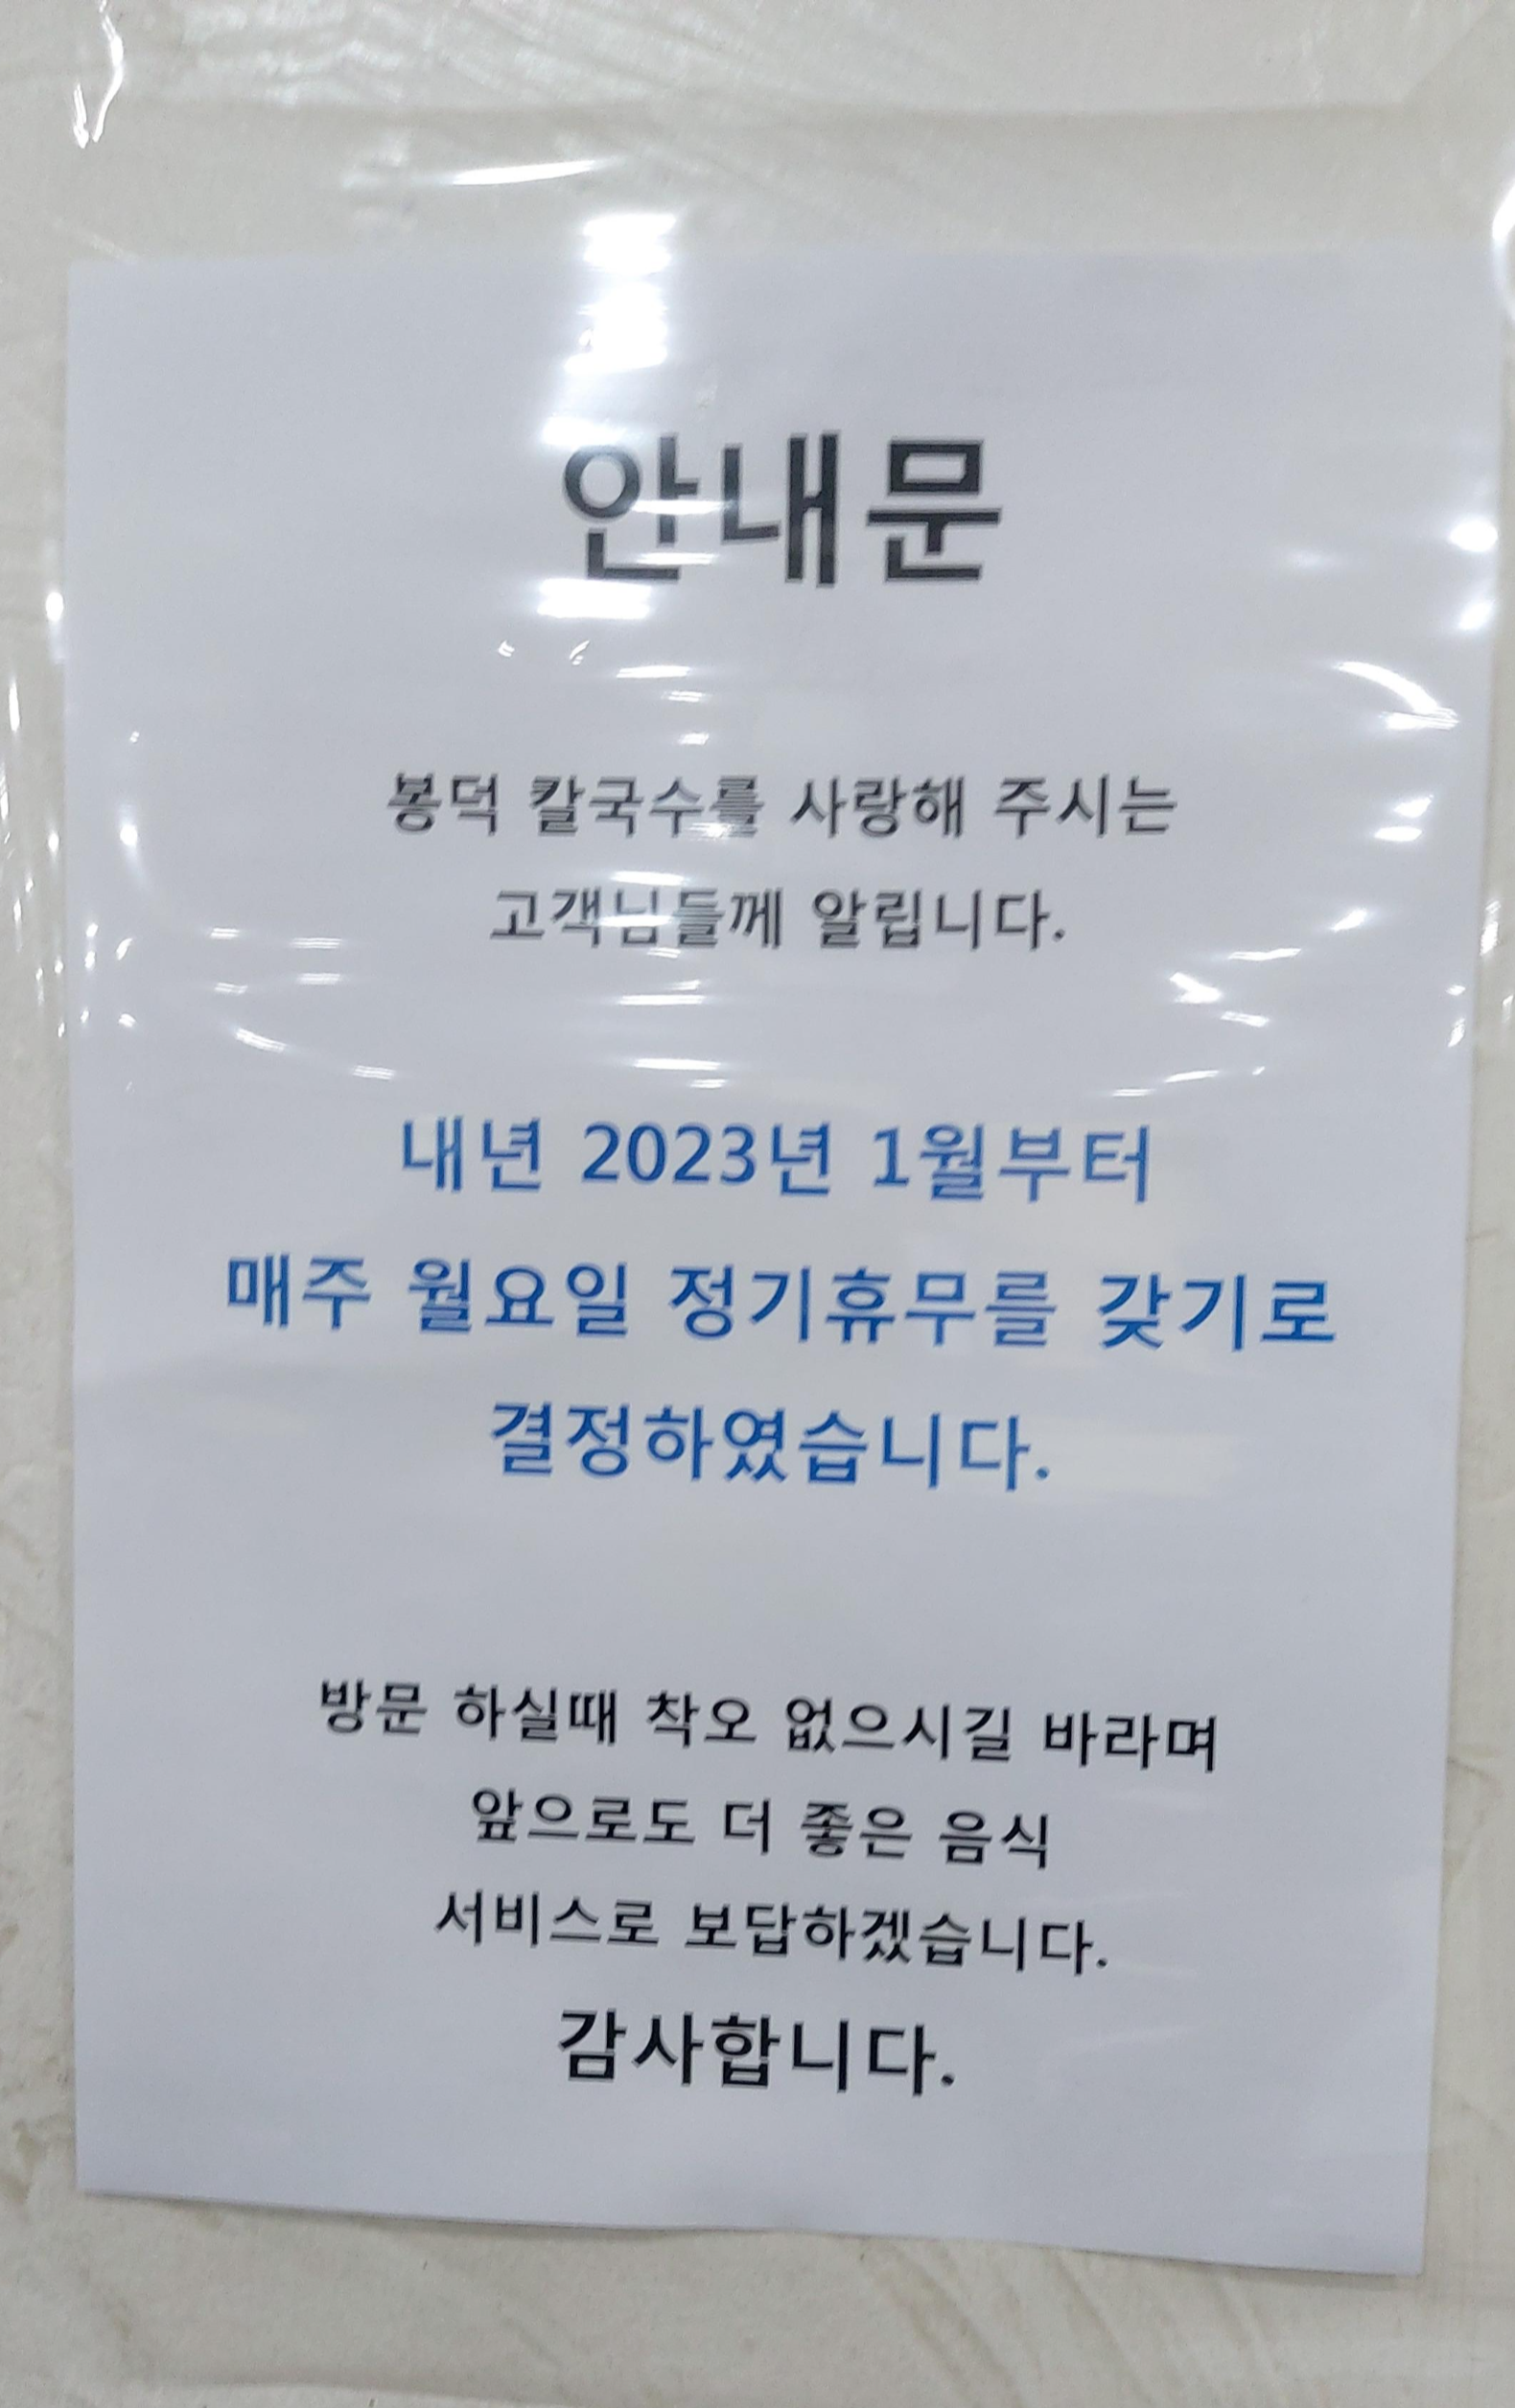 안내문
봉덕 칼국수를 사랑해 주시는
고객님들께 알립니다.
내년 2023년 1월부터
매주 월요일 정기휴무를 갖기로
결정하였습니다.
방문 하실때 착오 없으시길 바라며
앞으로도 더 좋은 음식
서비스로 보답하겠습니다.
감사합니다.